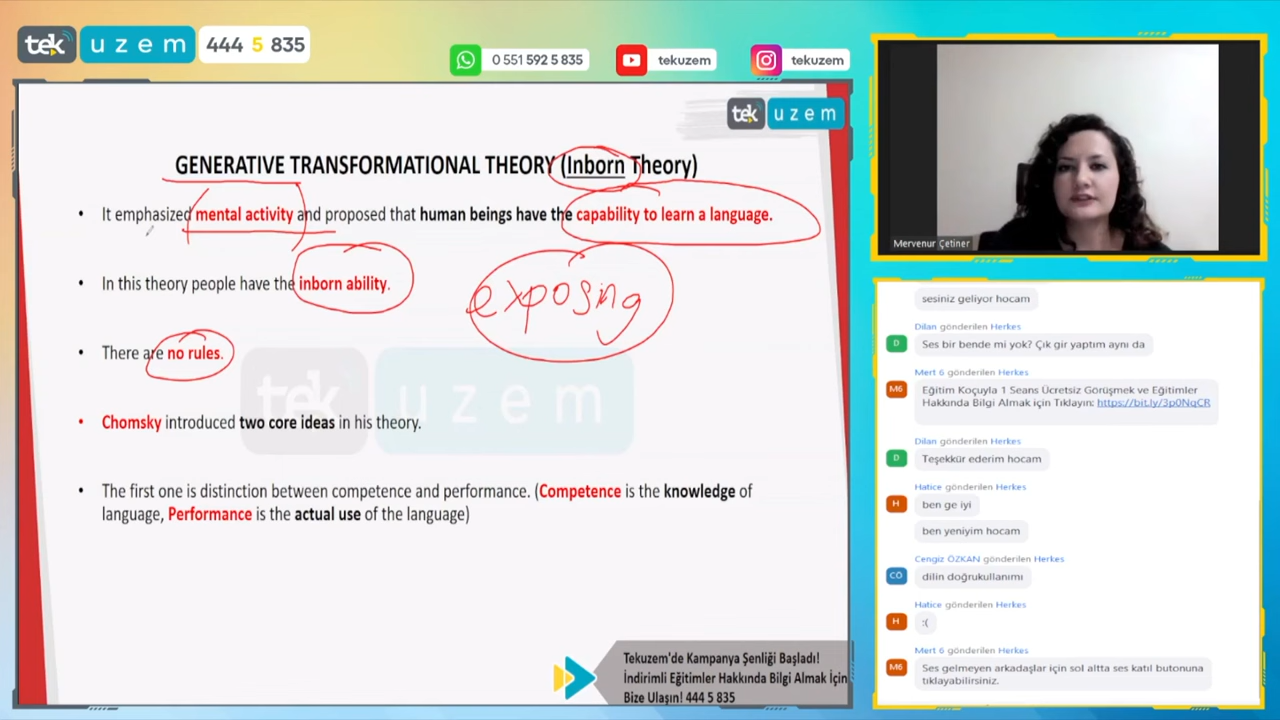 tek uzem 444 5 835
0 551 592 5 835
tekuzem
tekuzem
tek uzem
GENERATIVE TRANSFORMATIONAL THEORY (Inborn Theory)
• It emphasized mental activity and proposed that human beings have the capability to learn a language.
• In this theory people have the inborn ability.
exposing
• There are no rules.
tek uzem
• Chomsky introduced two core ideas in his theory.
• The first one is distinction between competence and performance. (Competence is the knowledge of
language, Performance is the actual use of the language)
Tekuzem'de Kampanya Şenliği Başladı!
İndirimli Eğitimler Hakkında Bilgi Almak İçin
Bize Ulaşın! 444 5 835
Mervenur Çetiner
sesiniz geliyor hocam
Dilan gönderilen Herkes
D
Ses bir bende mi yok? Çık gir yaptım aynı da
Mert 6 gönderilen Herkes
M6
Eğitim Koçuyla 1 Seans Ücretsiz Görüşmek ve Eğitimler
Hakkında Bilgi Almak için Tıklayın: https://bit.ly/3p0NqCR
Dilan gönderilen Herkes
D
Teşekkür ederim hocam
Hatice gönderilen Herkes
H
ben ge iyi
ben yeniyim hocam
Cengiz ÖZKAN gönderilen Herkes
CÖ
dilin doğrukullanımı
Hatice gönderilen Herkes
H
:(
Mert 6 gönderilen Herkes
M6
Ses gelmeyen arkadaşlar için sol altta ses katıl butonuna
tıklayabilirsiniz.